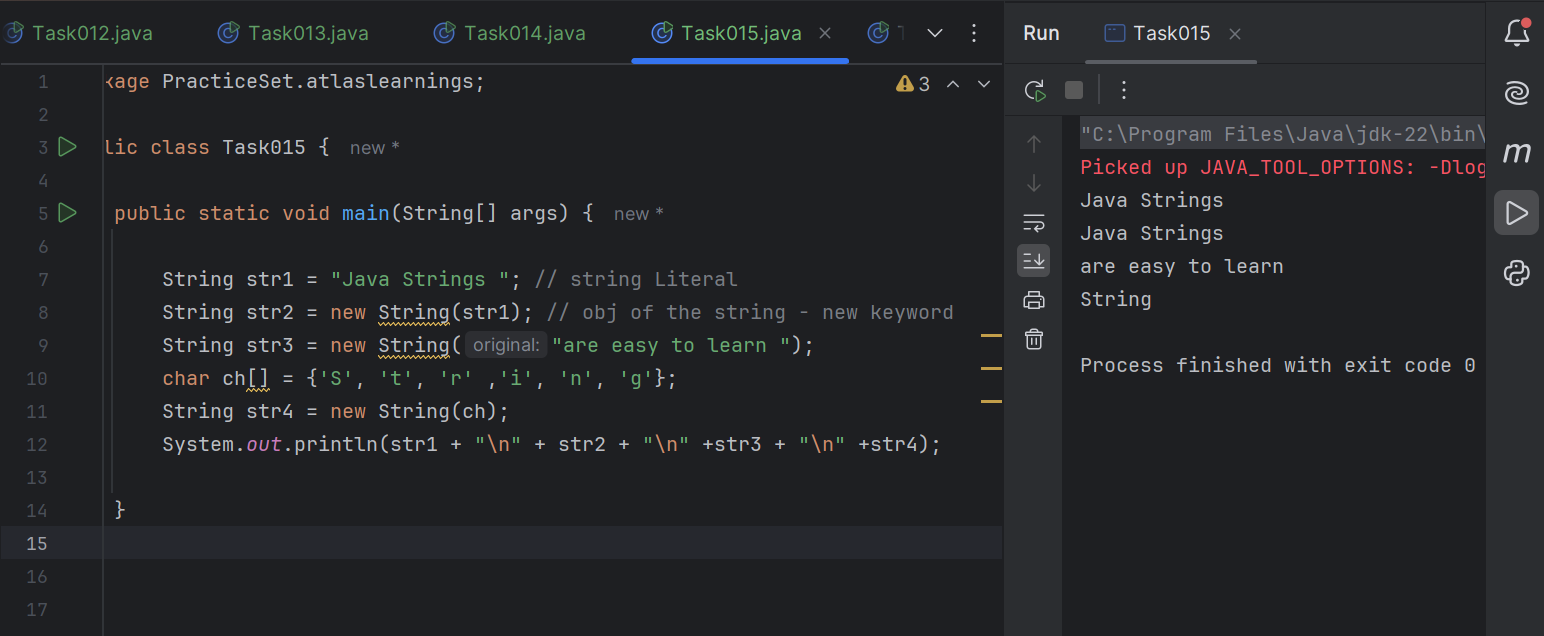 Task012.java Task013.java Task014.java Task015.java
Run Task015
3
1 kage PracticeSet.atlaslearnings;
2
3 lic class Task015 { new *
4
5 public static void main(String[] args) { new *
6
7 String str1 = "Java Strings "; // string Literal
8 String str2 = new String(str1); // obj of the string - new keyword
9 String str3 = new String( original: "are easy to learn ");
10 char ch[] = {'S', 't', 'r' ,'i', 'n', 'g'};
11 String str4 = new String(ch);
12 System.out.println(str1 + "\n" + str2 + "\n" +str3 + "\n" +str4);
13
14 }
15
16
17
"C:\Program Files\Java\jdk-22\bin\
Picked up JAVA_TOOL_OPTIONS: -Dlog
Java Strings
Java Strings
are easy to learn
String
Process finished with exit code 0
m